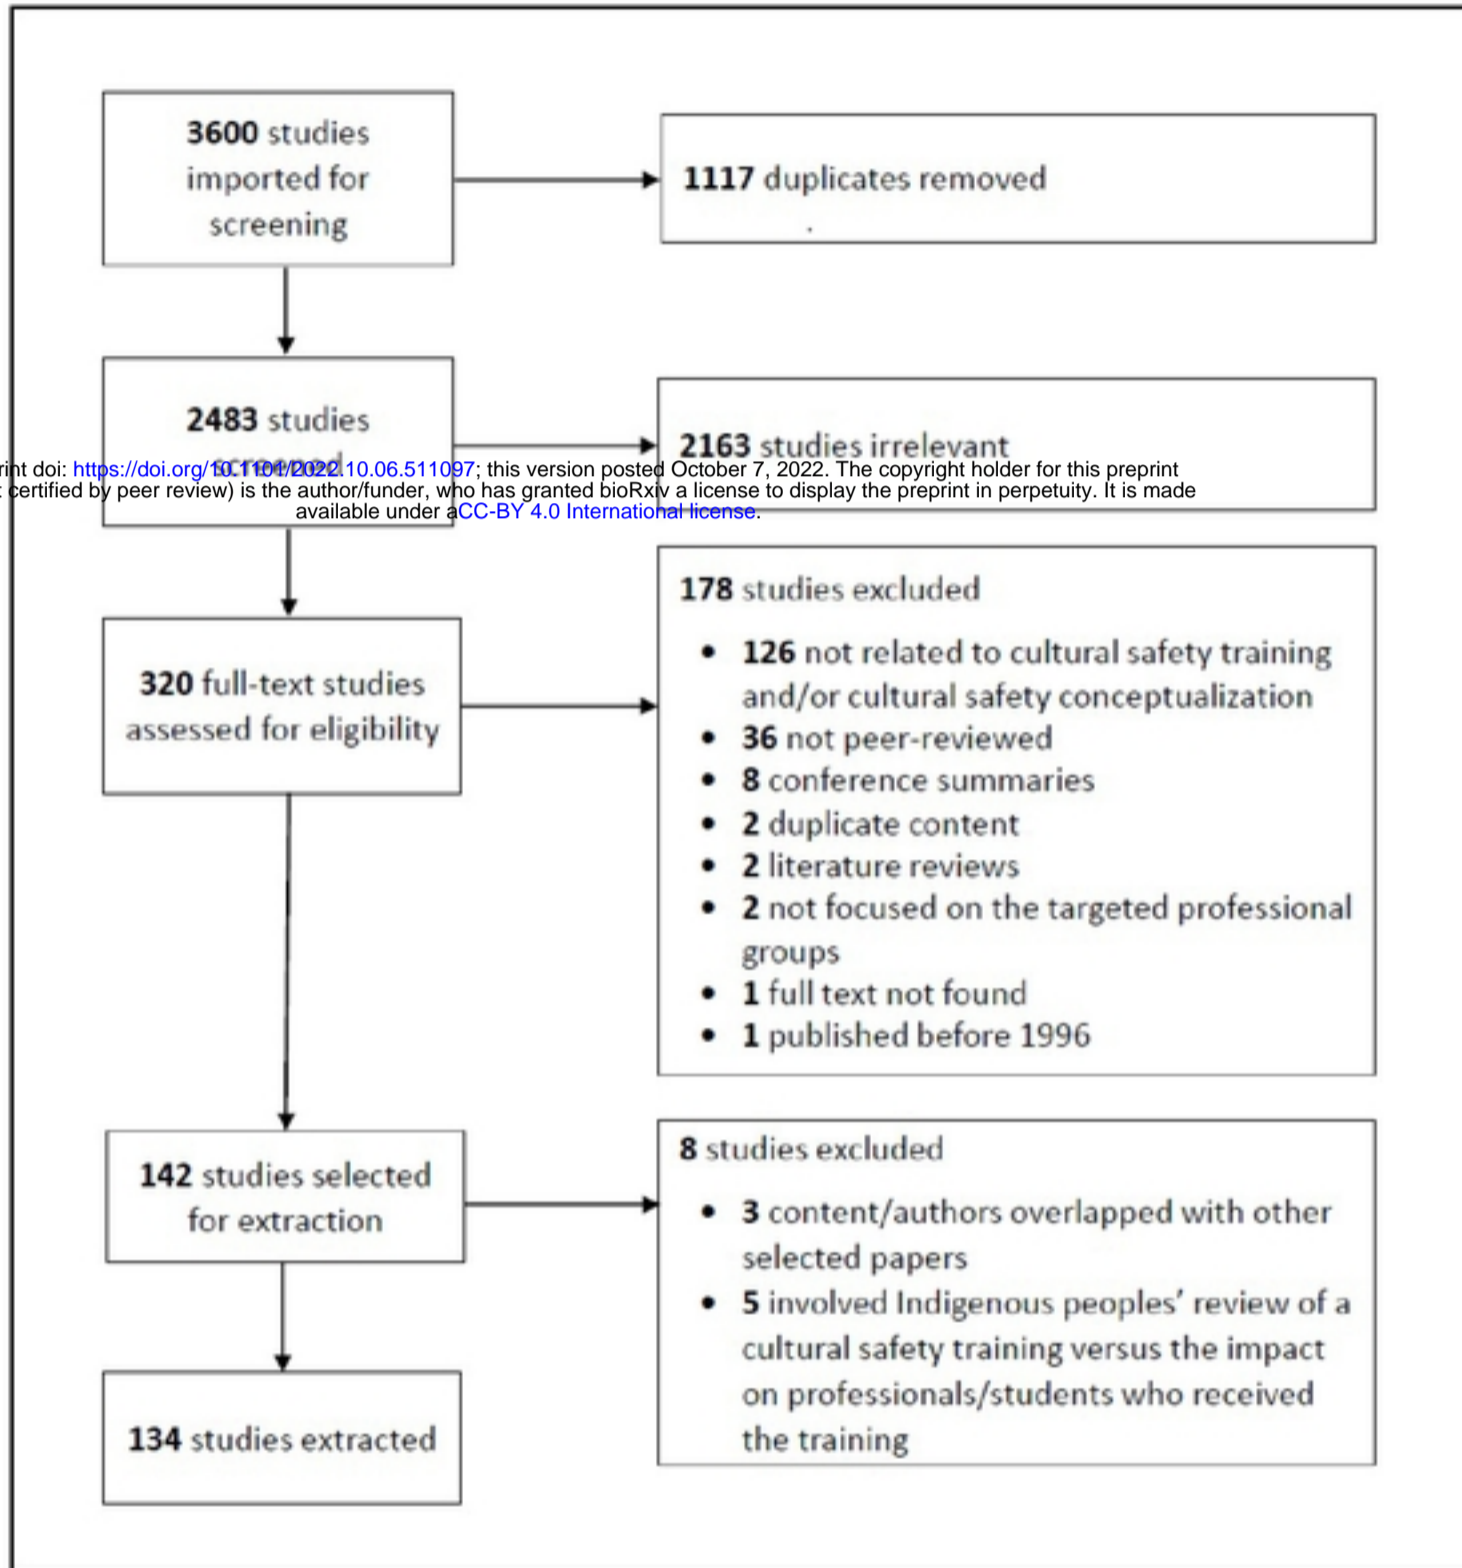 3600 studies
imported for
screening
1117 duplicates removed
2483 studies
screened
2163 studies irrelevant
rint doi: https://doi.org/10.1101/2022.10.06.511097; this version posted October 7, 2022. The copyright holder for this preprint
certified by peer review) is the author/funder, who has granted bioRxiv a license to display the preprint in perpetuity. It is made
available under aCC-BY 4.0 International license.
320 full-text studies
assessed for eligibility
178 studies excluded
• 126 not related to cultural safety training
and/or cultural safety conceptualization
• 36 not peer-reviewed
• 8 conference summaries
• 2 duplicate content
• 2 literature reviews
• 2 not focused on the targeted professional
groups
• 1 full text not found
• 1 published before 1996
142 studies selected
for extraction
8 studies excluded
• 3 content/authors overlapped with other
selected papers
• 5 involved Indigenous peoples’ review of a
cultural safety training versus the impact
on professionals/students who received
the training
134 studies extracted